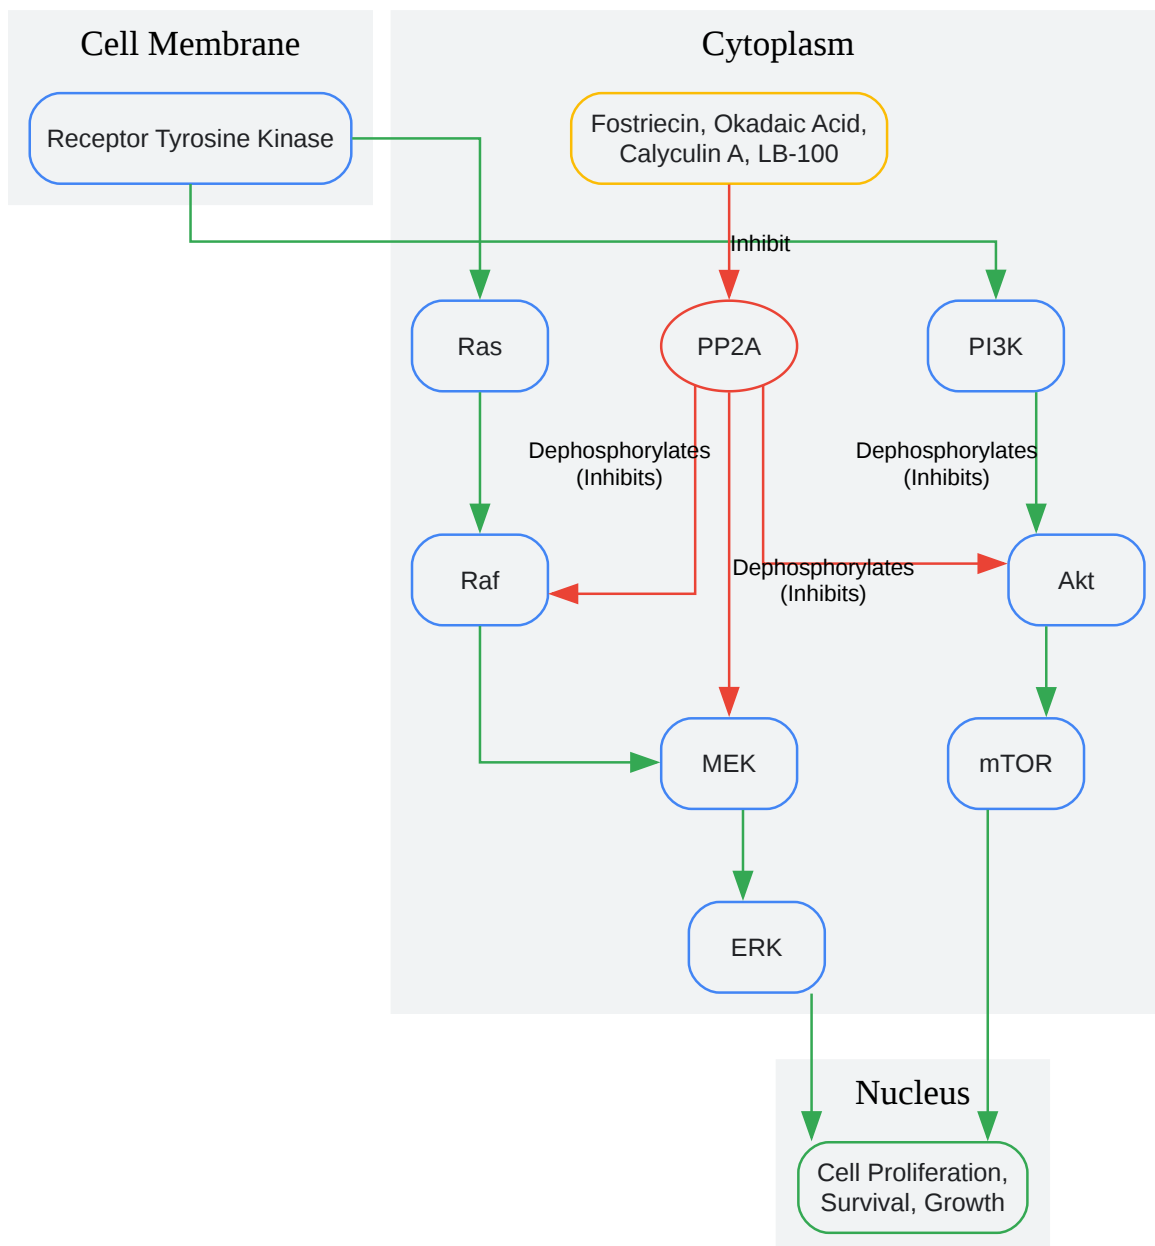 Cell Membrane
Cytoplasm
Receptor Tyrosine Kinase
Fostriecin, Okadaic Acid,
Calyculin A, LB-100
Inhibit
Ras
PP2A
PI3K
Dephosphorylates
(Inhibits)
Dephosphorylates
(Inhibits)
Dephosphorylates
(Inhibits)
Raf
Akt
MEK
mTOR
ERK
Nucleus
Cell Proliferation,
Survival, Growth